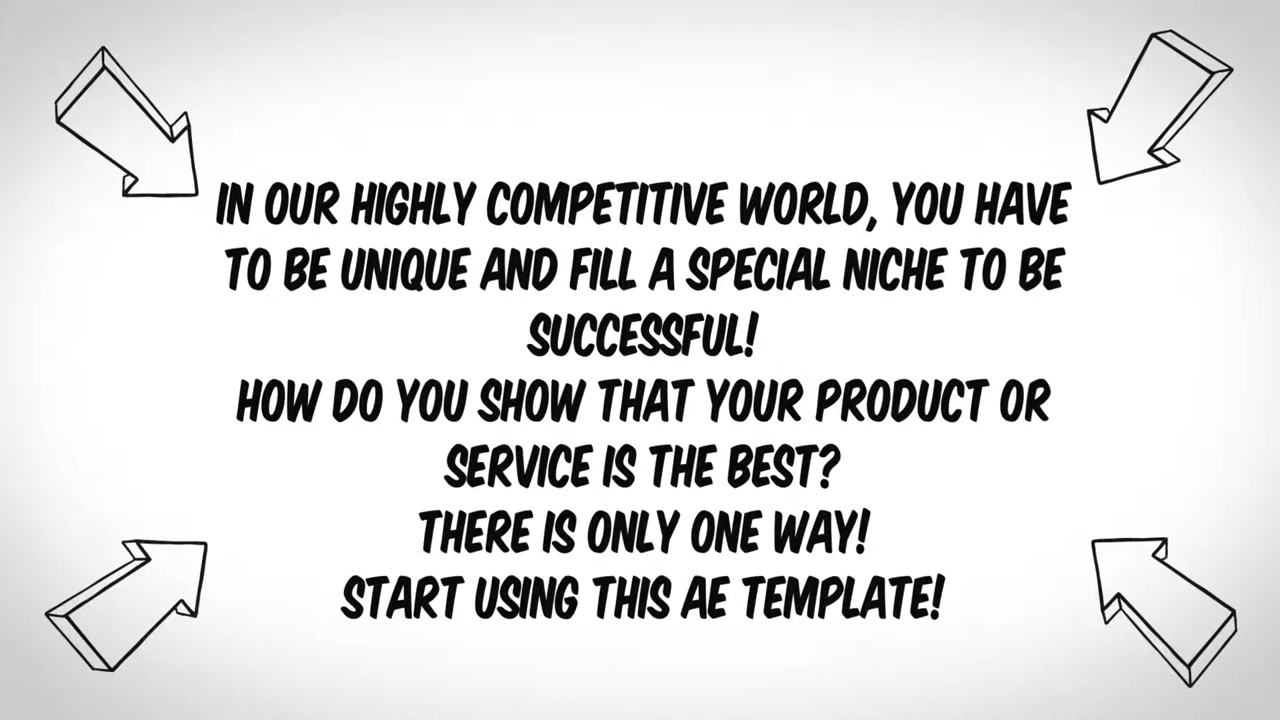 IN OUR HIGHLY COMPETITIVE WORLD, YOU HAVE
TO BE UNIQUE AND FILL A SPECIAL NICHE TO BE
SUCCESSFUL!
HOW DO YOU SHOW THAT YOUR PRODUCT OR
SERVICE IS THE BEST?
THERE IS ONLY ONE WAY!
START USING THIS AE TEMPLATE!